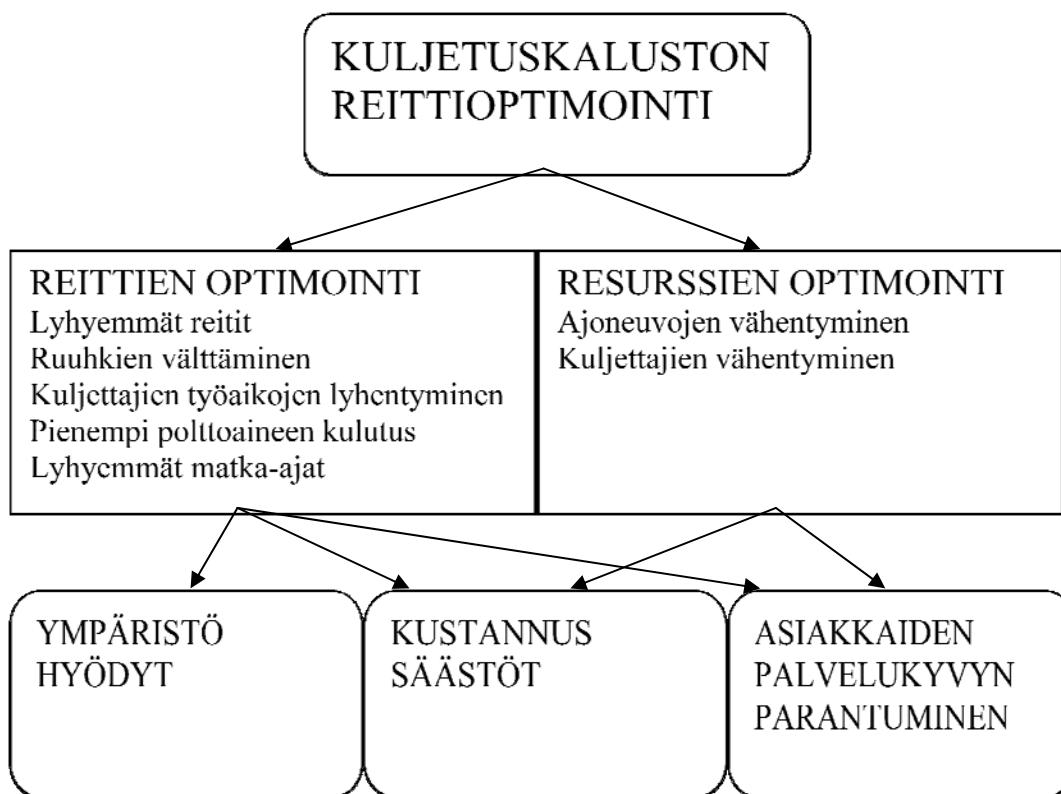 KULJETUSKALUSTON
REITTIOPTIMOINTI
REITTIEN OPTIMOINTI
Lyhyemmät reitit
Ruuhkien välttäminen
Kuljettajien työaikojen lyhentyminen
Pienempi polttoaineen kulutus
Lyhyemmät matka-ajat
RESURSSIEN OPTIMOINTI
Ajoneuvojen vähentyminen
Kuljettajien vähentyminen
YMPÄRISTÖ
HYÖDYT
KUSTANNUS
SÄÄSTÖT
ASIAKKAIDEN
PALVELUKYVYN
PARANTUMINEN